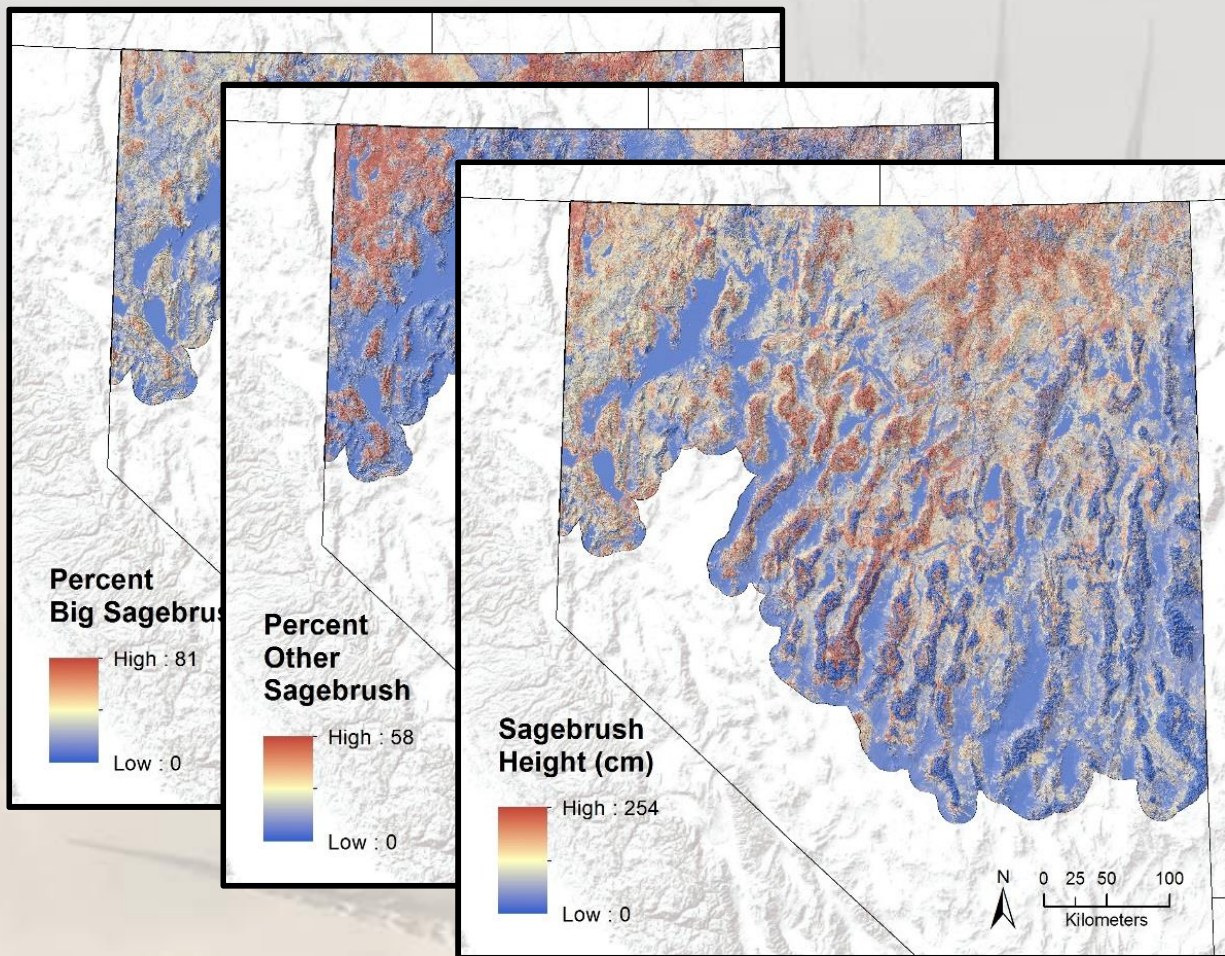 Percent
Big Sagebrus
High : 81
Low : 0
Percent
Other
Sagebrush
High : 58
Low : 0
Sagebrush
Height (cm)
High : 254
Low : 0
N
0 25 50 100
Kilometers